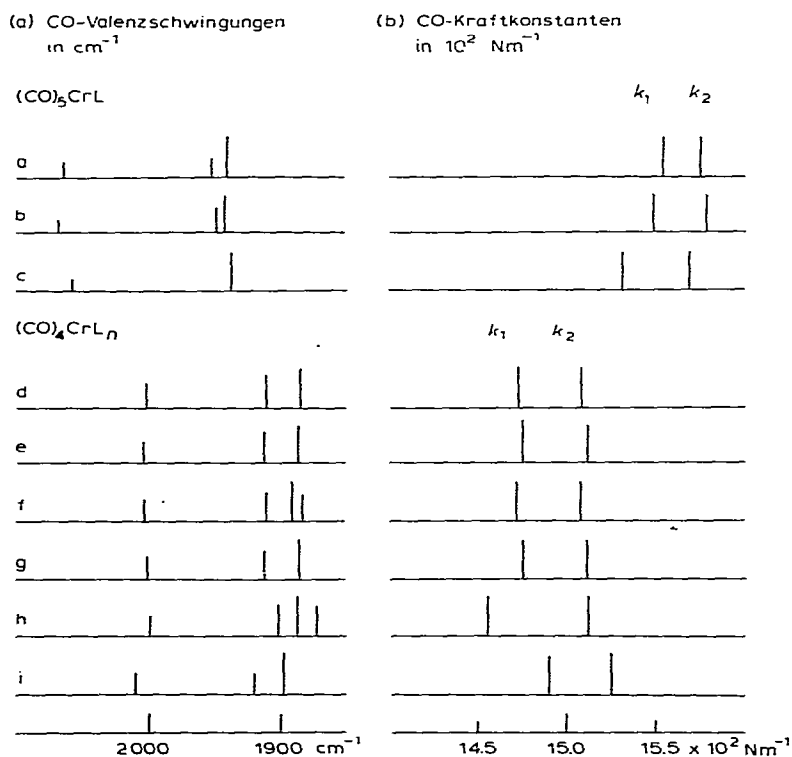 (a) CO-Valenzschwingungen
in cm⁻¹
(b) CO-Kraftkonstanten
in 10² Nm⁻¹
(CO)₅CrL
k₁ k₂
a
b
c
(CO)₄CrLₙ
k₁ k₂
d
e
f
g
h
i
2000 1900 cm⁻¹
14.5 15.0 15.5 x 10² Nm⁻¹